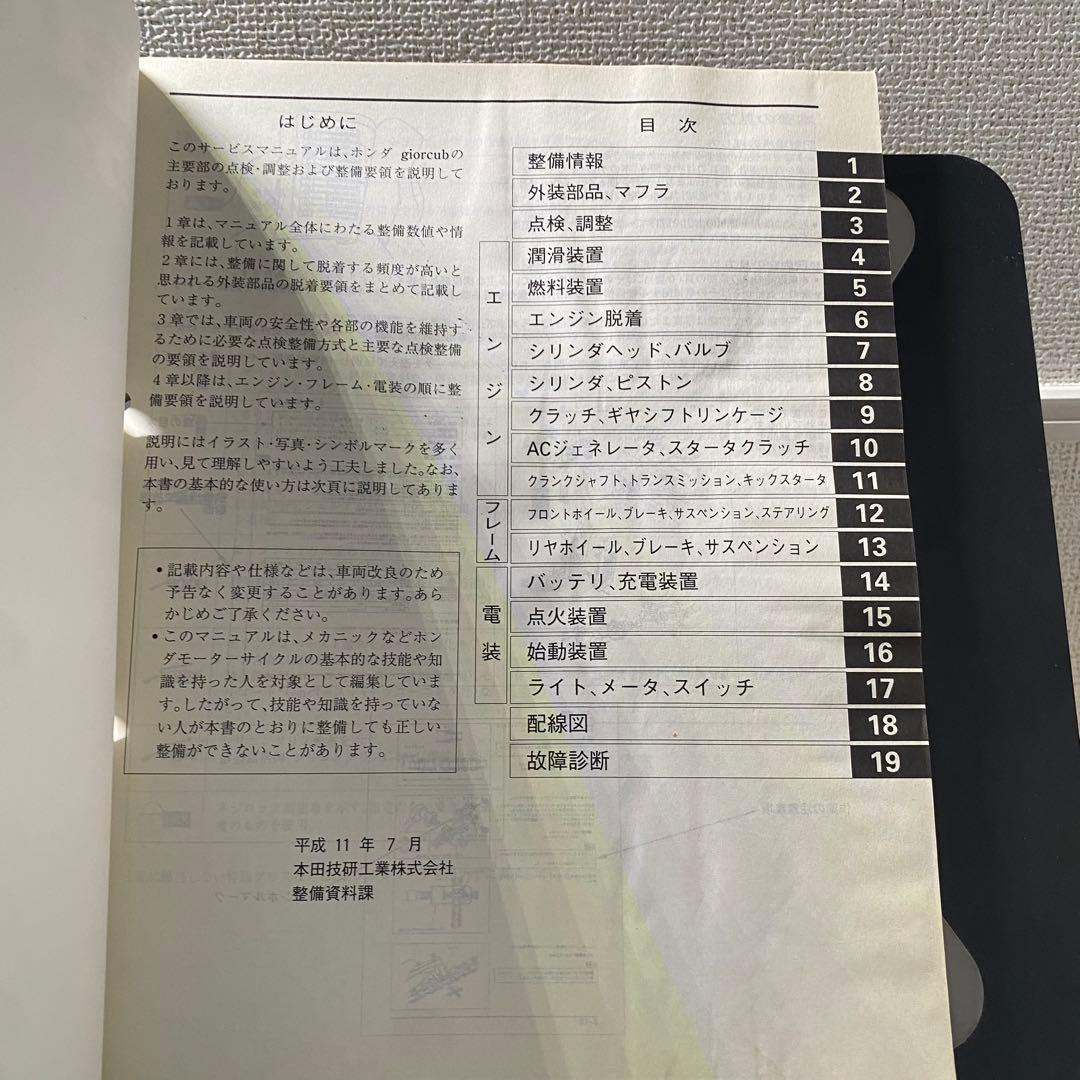 はじめに
このサービスマニュアルは、ホンダ giorcubの
主要部の点検・調整および整備要領を説明して
おります。
1章は、マニュアル全体にわたる整備数値や情
報を記載しています。
2章には、整備に関して脱着する頻度が高いと
思われる外装部品の脱着要領をまとめて記載し
ています。
3章では、車両の安全性や各部の機能を維持す
るために必要な点検整備方式と主要な点検整備
の要領を説明しています。
4章以降は、エンジン・フレーム・電装の順に整
備要領を説明しています。
説明にはイラスト・写真・シンボルマークを多く
用い、見て理解しやすいよう工夫しました。なお、
本書の基本的な使い方は次頁に説明してありま
す。
•記載内容や仕様などは、車両改良のため
予告なく変更することがあります。あら
かじめご了承ください。
•このマニュアルは、メカニックなどホン
ダモーターサイクルの基本的な技能や知
識を持った人を対象として編集していま
す。したがって、技能や知識を持っていな
い人が本書のとおりに整備しても正しい
整備ができないことがあります。
平成 11 年 7 月
本田技研工業株式会社
整備資料課
目 次
整備情報 1
外装部品、マフラ 2
点検、調整 3
エンジン
潤滑装置 4
燃料装置 5
エンジン脱着 6
シリンダヘッド、バルブ 7
シリンダ、ピストン 8
クラッチ、ギヤシフトリンケージ 9
ACジェネレータ、スタータクラッチ 10
クランクシャフト、トランスミッション、キックスタータ 11
フレーム
フロントホイール、ブレーキ、サスペンション、ステアリング 12
リヤホイール、ブレーキ、サスペンション 13
電装
バッテリ、充電装置 14
点火装置 15
始動装置 16
ライト、メータ、スイッチ 17
配線図 18
故障診断 19